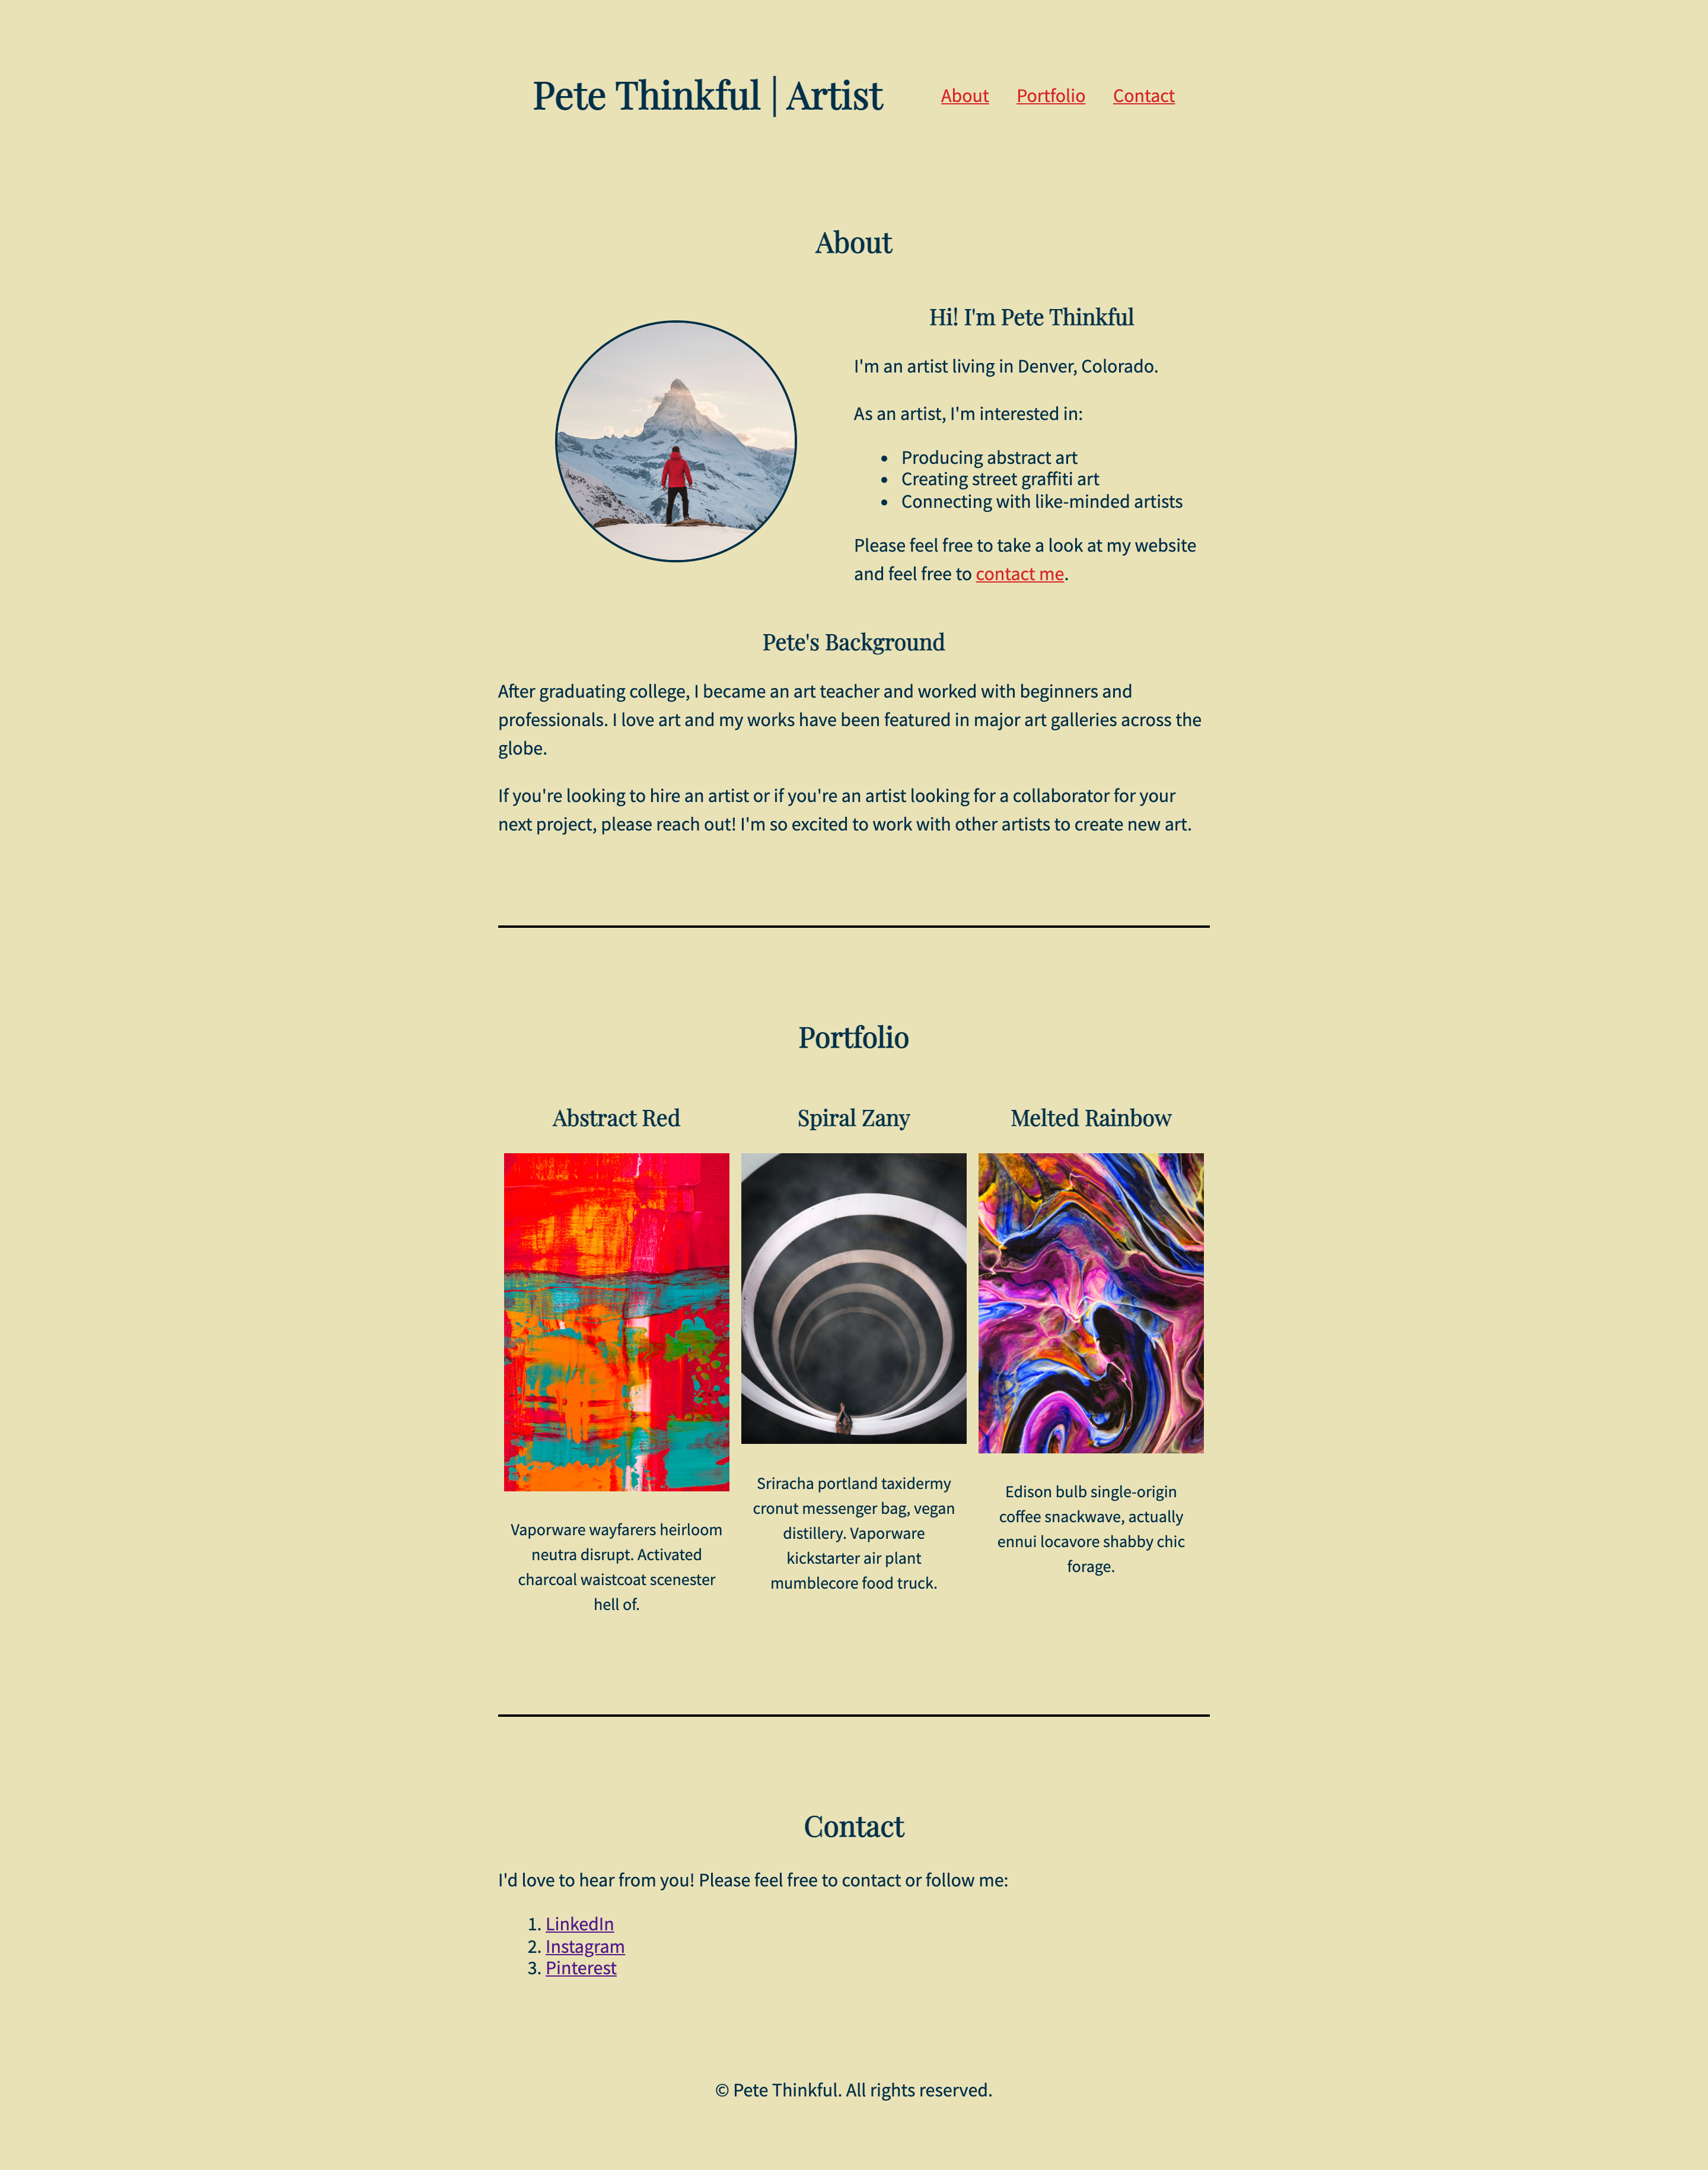 Pete Thinkful | Artist
About Portfolio Contact
About
Hi! I'm Pete Thinkful
I'm an artist living in Denver, Colorado.
As an artist, I'm interested in:
• Producing abstract art
• Creating street graffiti art
• Connecting with like-minded artists
Please feel free to take a look at my website
and feel free to contact me.
Pete's Background
After graduating college, I became an art teacher and worked with beginners and
professionals. I love art and my works have been featured in major art galleries across the
globe.
If you're looking to hire an artist or if you're an artist looking for a collaborator for your
next project, please reach out! I'm so excited to work with other artists to create new art.
Portfolio
Abstract Red
Vaporware wayfarers heirloom
neutra disrupt. Activated
charcoal waistcoat scenester
hell of.
Spiral Zany
Sriracha portland taxidermy
cronut messenger bag, vegan
distillery. Vaporware
kickstarter air plant
mumblecore food truck.
Melted Rainbow
Edison bulb single-origin
coffee snackwave, actually
ennui locavore shabby chic
forage.
Contact
I'd love to hear from you! Please feel free to contact or follow me:
1. LinkedIn
2. Instagram
3. Pinterest
© Pete Thinkful. All rights reserved.